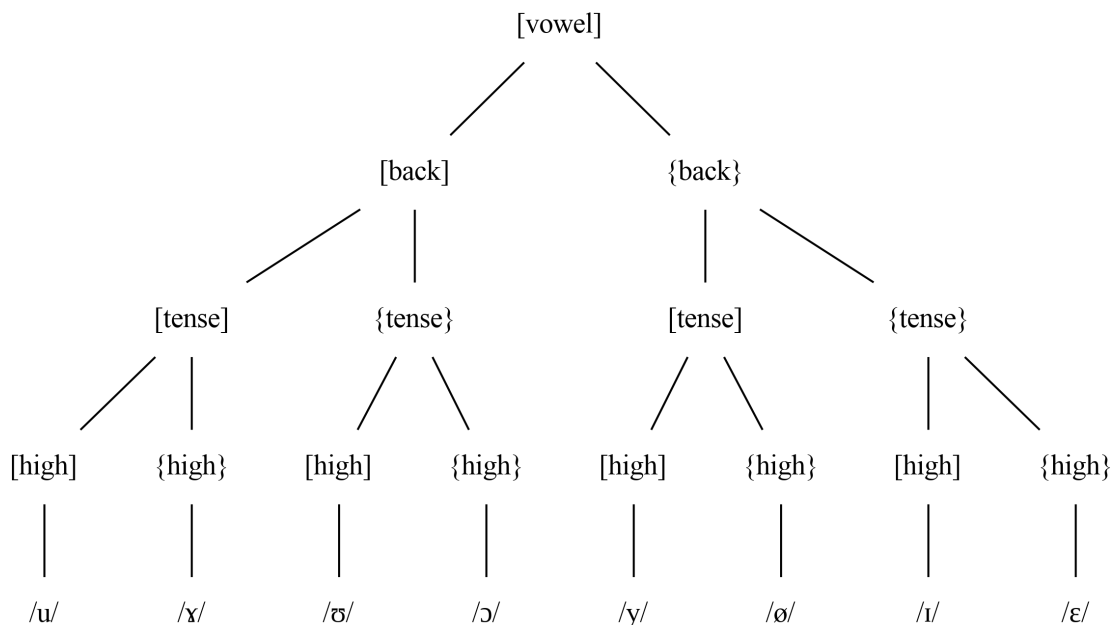 [vowel]
[back] {back}
[tense] {tense} [tense] {tense}
[high] {high} [high] {high} [high] {high} [high] {high}
/u/ /ɤ/ /ʊ/ /ɔ/ /y/ /ø/ /ɪ/ /ɛ/